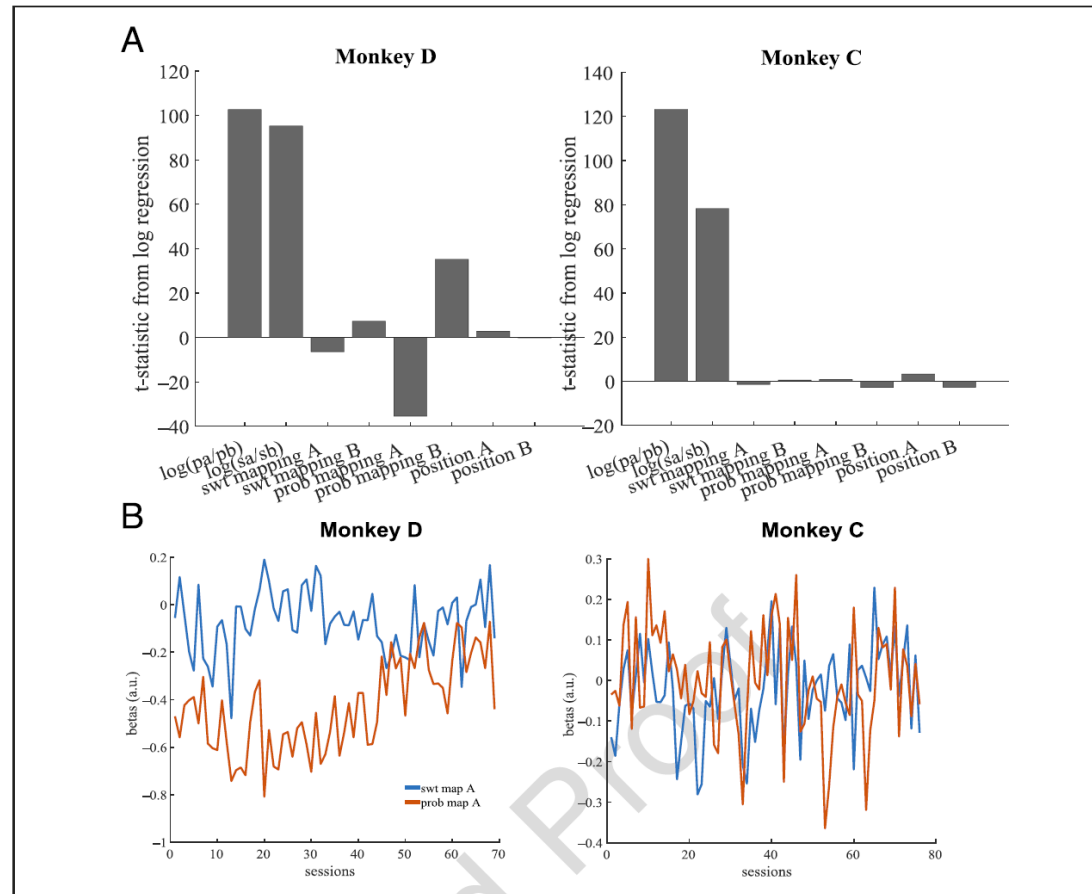 A
Monkey D
Monkey C
t-statistic from log regression
120
100
80
60
40
20
0
−20
−40
log(pa/pb)
log(sa/sb)
swt mapping A
swt mapping B
prob mapping A
prob mapping B
position A
position B
t-statistic from log regression
140
120
100
80
60
40
20
0
−20
log(pa/pb)
log(sa/sb)
swt mapping A
swt mapping B
prob mapping A
prob mapping B
position A
position B
B
Monkey D
Monkey C
betas (a.u.)
0.2
0
−0.2
−0.4
−0.6
−0.8
−1
0
10
20
30
40
50
60
70
sessions
swt map A
prob map A
betas (a.u.)
0.3
0.2
0.1
0
−0.1
−0.2
−0.3
−0.4
0
20
40
60
80
sessions
d Proof